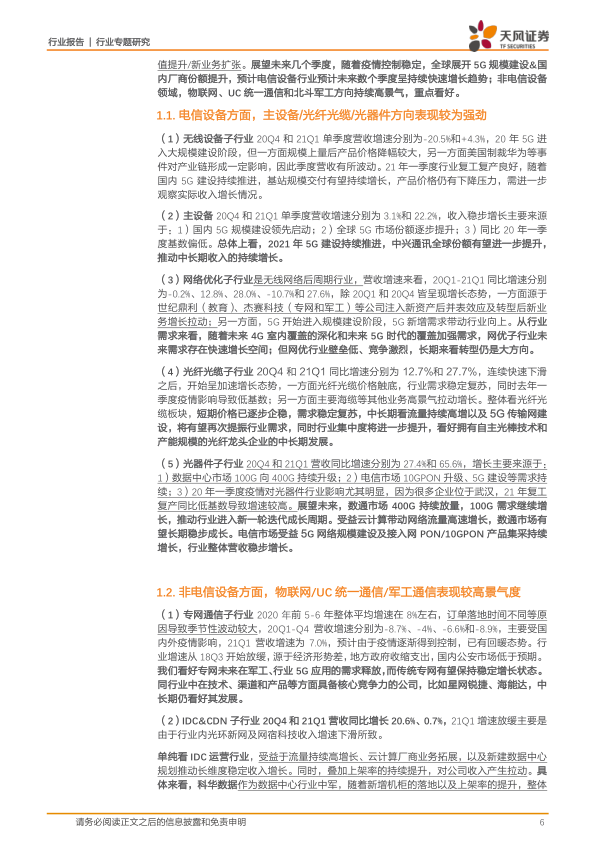 行业报告 | 行业专题研究
天风证券
TF SECURITIES
值提升/新业务扩张。展望未来几个季度，随着疫情控制稳定，全球展开 5G 规模建设&国
内厂商份额提升，预计电信设备行业预计未来数个季度呈持续快速增长趋势；非电信设备
领域，物联网、UC 统一通信和北斗军工方向持续高景气，重点看好。
1.1. 电信设备方面，主设备/光纤光缆/光器件方向表现较为强劲
（1）无线设备子行业 20Q4 和 21Q1 单季度营收增速分别为-20.5%和+4.3%，20 年 5G 进
入大规模建设阶段，但一方面规模上量后产品价格降幅较大，另一方面美国制裁华为等事
件对产业链形成一定影响，因此季度营收有所波动。21 年一季度行业复工复产良好，随着
国内 5G 建设持续推进，基站规模交付有望持续增长，产品价格仍有下降压力，需进一步
观察实际收入增长情况。
（2）主设备 20Q4 和 21Q1 单季度营收增速分别为 3.1%和 22.2%，收入稳步增长主要来源
于：1）国内 5G 规模建设领先启动；2）全球 5G 市场份额逐步提升；3）同比 20 年一季
度基数偏低。总体上看，2021 年 5G 建设持续推进，中兴通讯全球份额有望进一步提升，
推动中长期收入的持续增长。
（3）网络优化子行业是无线网络后周期行业，营收增速来看，20Q1-21Q1 同比增速分别
为-0.2%、12.8%、28.0%、-10.7%和 27.6%，除 20Q1 和 20Q4 皆呈现增长态势，一方面源于
世纪鼎利（教育）、杰赛科技（专网和军工）等公司注入新资产后并表效应及转型后新业
务增长拉动；另一方面，5G 开始进入规模建设阶段，5G 新增需求带动行业向上。从行业
需求来看，随着未来 4G 室内覆盖的深化和未来 5G 时代的覆盖加强需求，网优子行业未
来需求存在快速增长空间；但网优行业壁垒低、竞争激烈，长期来看转型仍是大方向。
（4）光纤光缆子行业 20Q4 和 21Q1 同比增速分别为 12.7%和 27.7%，连续快速下滑
之后，开始呈加速增长态势，一方面光纤光缆价格触底，行业需求稳定复苏，同时去年一
季度疫情影响导致低基数；另一方面主要海缆等其他业务高景气拉动增长。整体看光纤光
缆板块，短期价格已逐步企稳，需求稳定复苏，中长期看流量持续高增以及 5G 传输网建
设，将有望再次提振行业需求，同时行业集中度将进一步提升，看好拥有自主光棒技术和
产能规模的光纤龙头企业的中长期发展。
（5）光器件子行业 20Q4 和 21Q1 营收同比增速分别为 27.4%和 65.6%，增长主要来源于：
1）数据中心市场 100G 向 400G 持续升级；2）电信市场 10GPON 升级、5G 建设等需求持
续；3）20 年一季度疫情对光器件行业影响尤其明显，因为很多企业位于武汉，21 年复工
复产同比低基数导致增速较高。展望未来，数通市场 400G 持续放量，100G 需求继续增
长，推动行业进入新一轮迭代成长周期。受益云计算带动网络流量高速增长，数通市场有
望长期稳步成长。电信市场受益 5G 网络规模建设及接入网 PON/10GPON 产品集采持续
增长，行业整体营收稳步增长。
1.2. 非电信设备方面，物联网/UC 统一通信/军工通信表现较高景气度
（1）专网通信子行业 2020 年前 5-6 年整体平均增速在 8%左右，订单落地时间不同等原
因导致季节性波动较大，20Q1-Q4 营收增速分别为-8.7%、-4%、-6.6%和-8.9%，主要受国
内外疫情影响，21Q1 营收增速为 7.0%，预计由于疫情逐渐得到控制，已有回暖态势。行
业增速从 18Q3 开始放缓，源于经济形势差，地方政府收缩支出，国内公安市场低于预期。
我们看好专网未来在军工、行业 5G 应用的需求释放，而传统专网有望保持稳定增长状态。
同行业中在技术、渠道和产品等方面具备核心竞争力的公司，比如星网锐捷、海能达，中
长期仍看好其发展。
（2）IDC&CDN 子行业 20Q4 和 21Q1 营收同比增长 20.6%、0.7%，21Q1 增速放缓主要是
由于行业内光环新网及网宿科技收入增速下滑所致。
单纯看 IDC 运营行业，受益于流量持续高增长、云计算厂商业务拓展，以及新建数据中心
规划推动长维度稳定收入增长。同时，叠加上架率的持续提升，对公司收入产生拉动。具
体来看，科华数据作为数据中心行业中军，随着新增机柜的落地以及上架率的提升，整体
请务必阅读正文之后的信息披露和免责申明
6